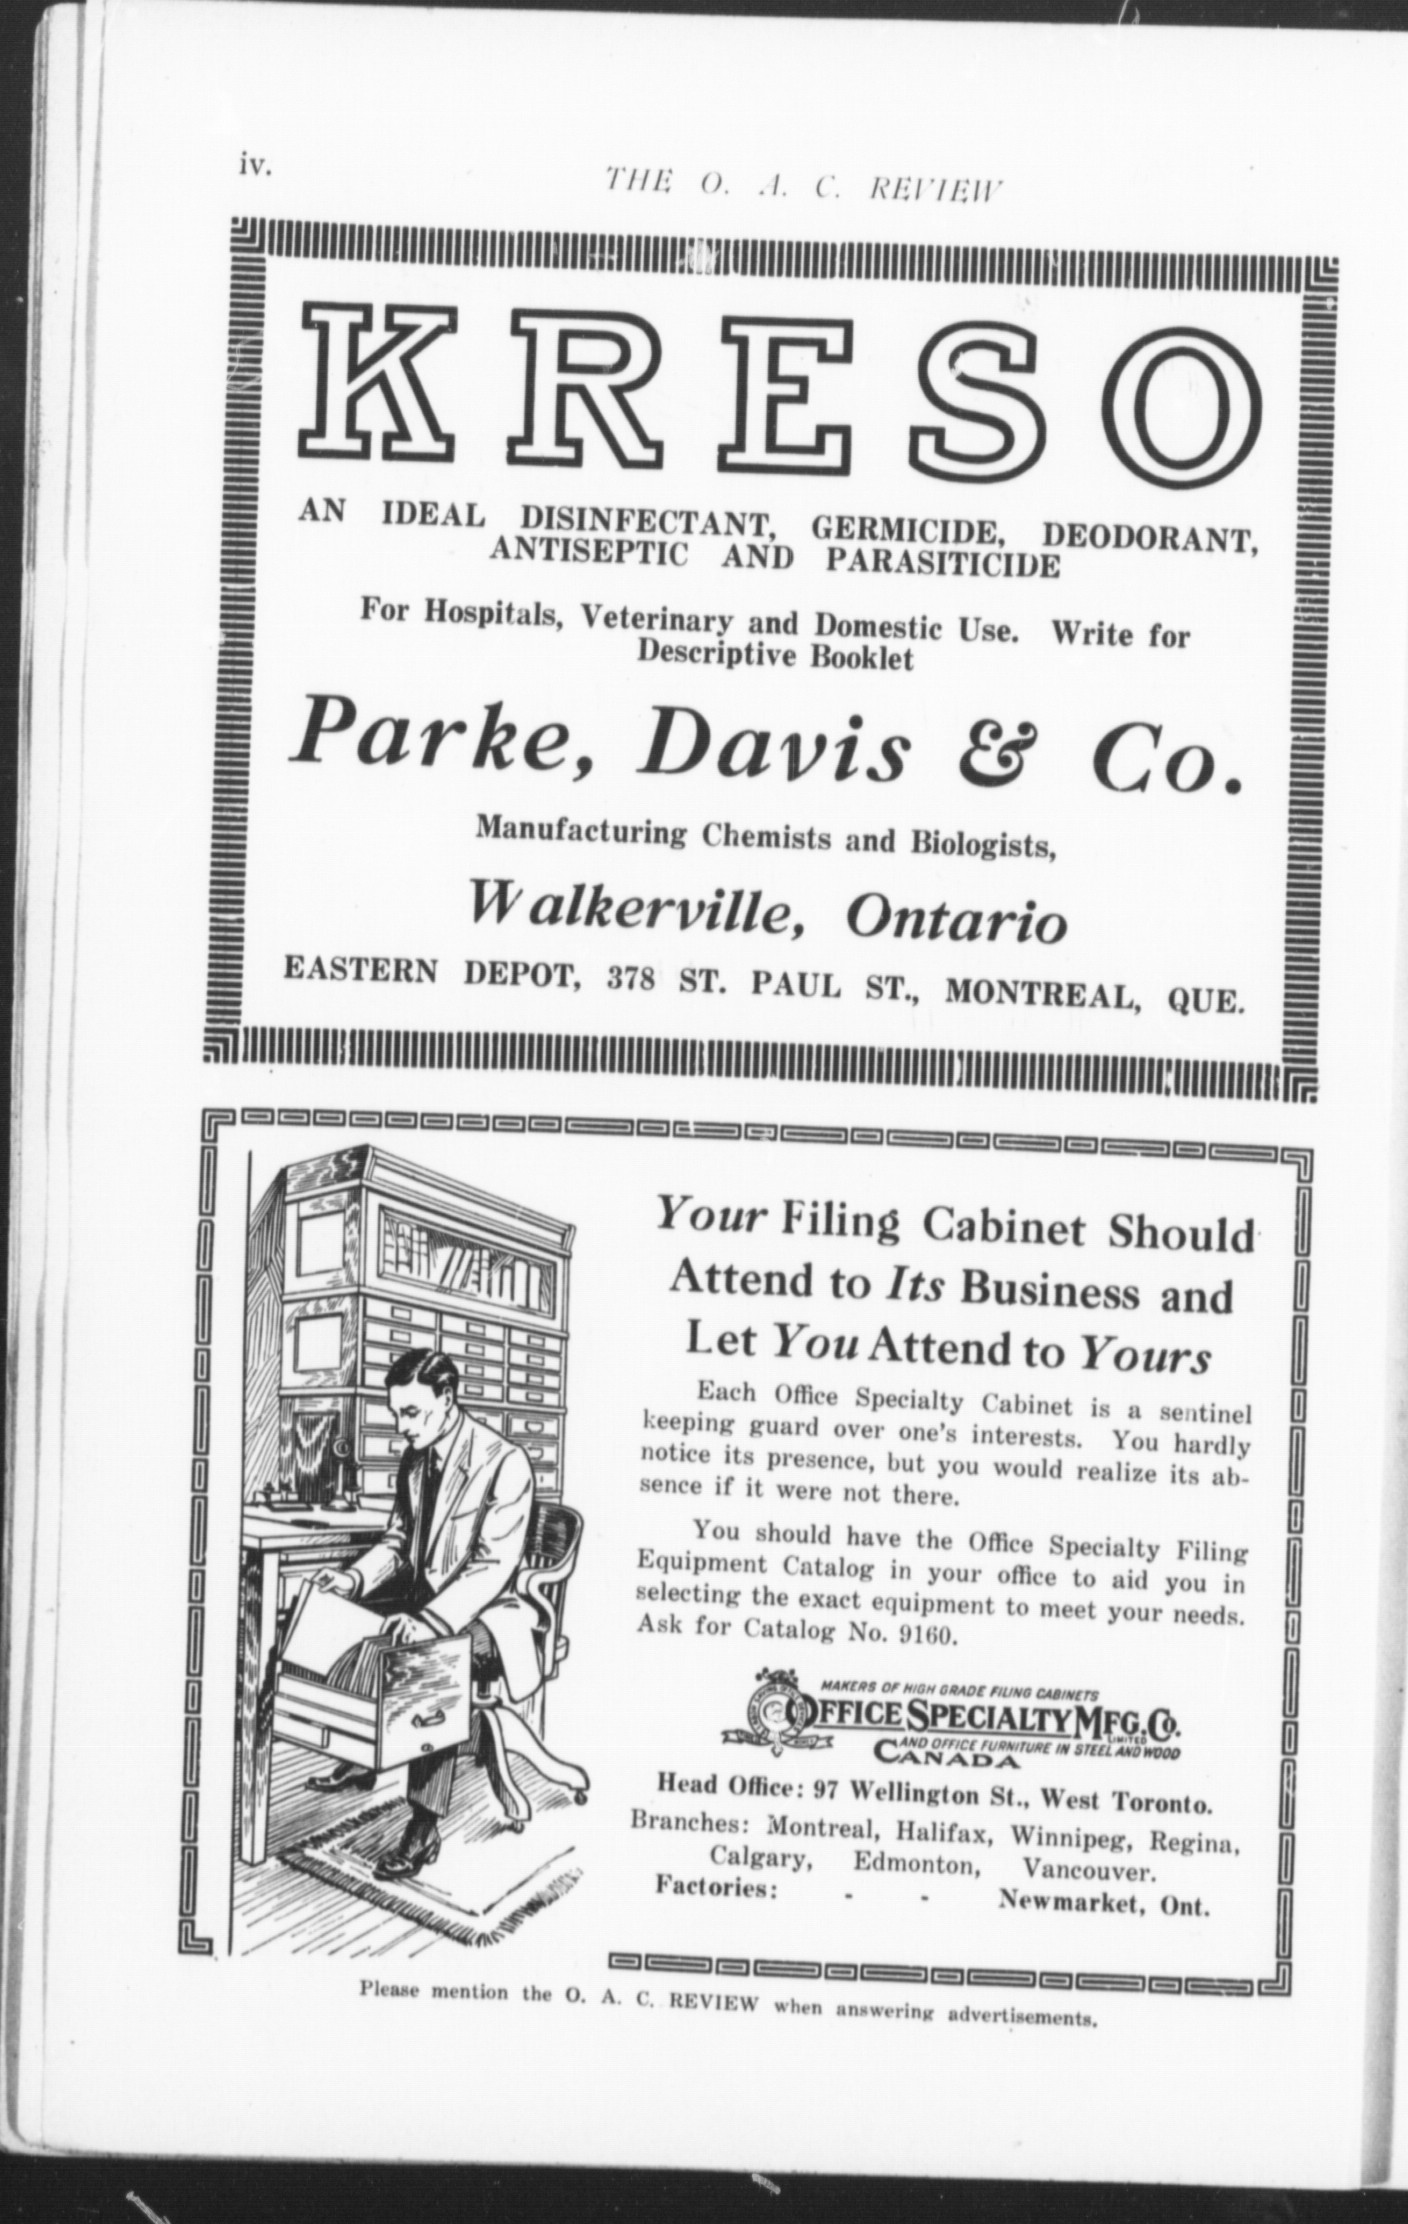 iv.
THE O. A. C. REVIEW
KRESO
AN IDEAL DISINFECTANT, GERMICIDE, DEODORANT,
ANTISEPTIC AND PARASITICIDE
For Hospitals, Veterinary and Domestic Use. Write for
Descriptive Booklet
Parke, Davis & Co.
Manufacturing Chemists and Biologists,
Walkerville, Ontario
EASTERN DEPOT, 378 ST. PAUL ST., MONTREAL, QUE.
Your Filing Cabinet Should
Attend to Its Business and
Let You Attend to Yours
Each Office Specialty Cabinet is a sentinel
keeping guard over one's interests. You hardly
notice its presence, but you would realize its ab-
sence if it were not there.
You should have the Office Specialty Filing
Equipment Catalog in your office to aid you in
selecting the exact equipment to meet your needs.
Ask for Catalog No. 9160.
MAKERS OF HIGH GRADE FILING CABINETS
OFFICE SPECIALTY MFG. CO.
LIMITED
AND OFFICE FURNITURE IN STEEL AND WOOD
CANADA
Head Office: 97 Wellington St., West Toronto.
Branches: Montreal, Halifax, Winnipeg, Regina,
Calgary, Edmonton, Vancouver.
Factories: - - Newmarket, Ont.
Please mention the O. A. C. REVIEW when answering advertisements.